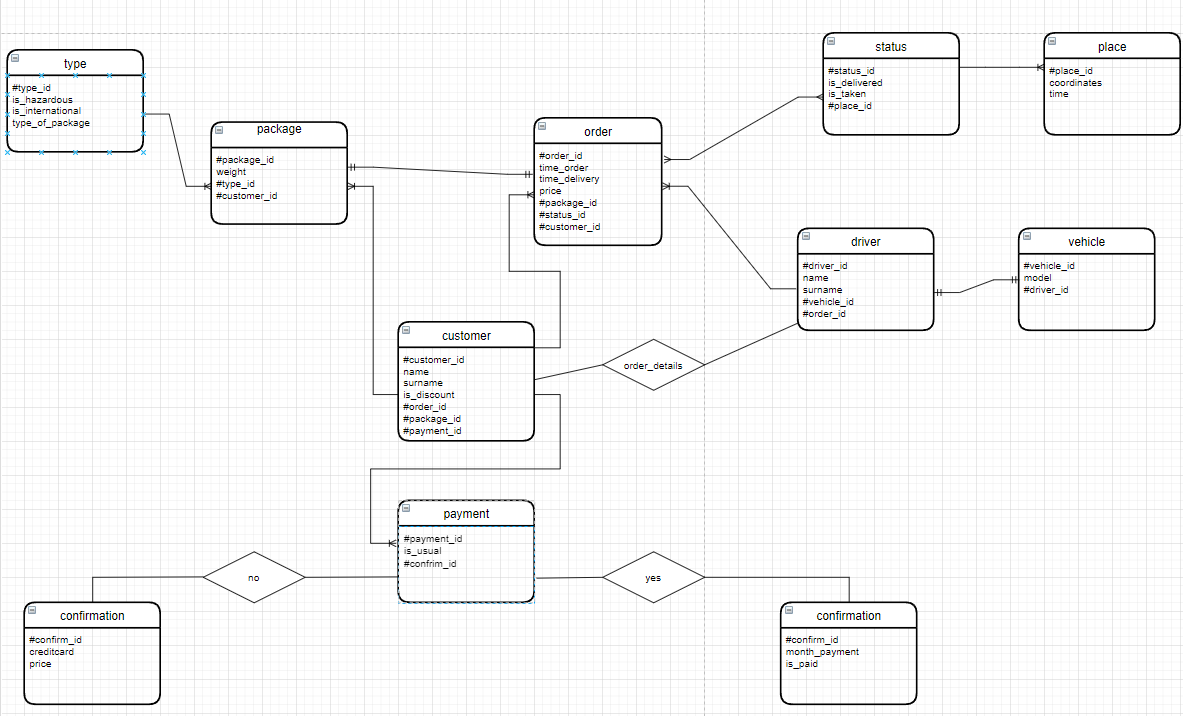 type
#type_id
is_hazardous
is_international
type_of_package
package
#package_id
weight
#type_id
#customer_id
order
#order_id
time_order
time_delivery
price
#package_id
#status_id
#customer_id
status
#status_id
is_delivered
is_taken
#place_id
place
#place_id
coordinates
time
driver
#driver_id
name
surname
#vehicle_id
#order_id
vehicle
#vehicle_id
model
#driver_id
customer
#customer_id
name
surname
is_discount
#order_id
#package_id
#payment_id
order_details
payment
#payment_id
is_usual
#confrim_id
no
yes
confirmation
#confirm_id
creditcard
price
confirmation
#confirm_id
month_payment
is_paid